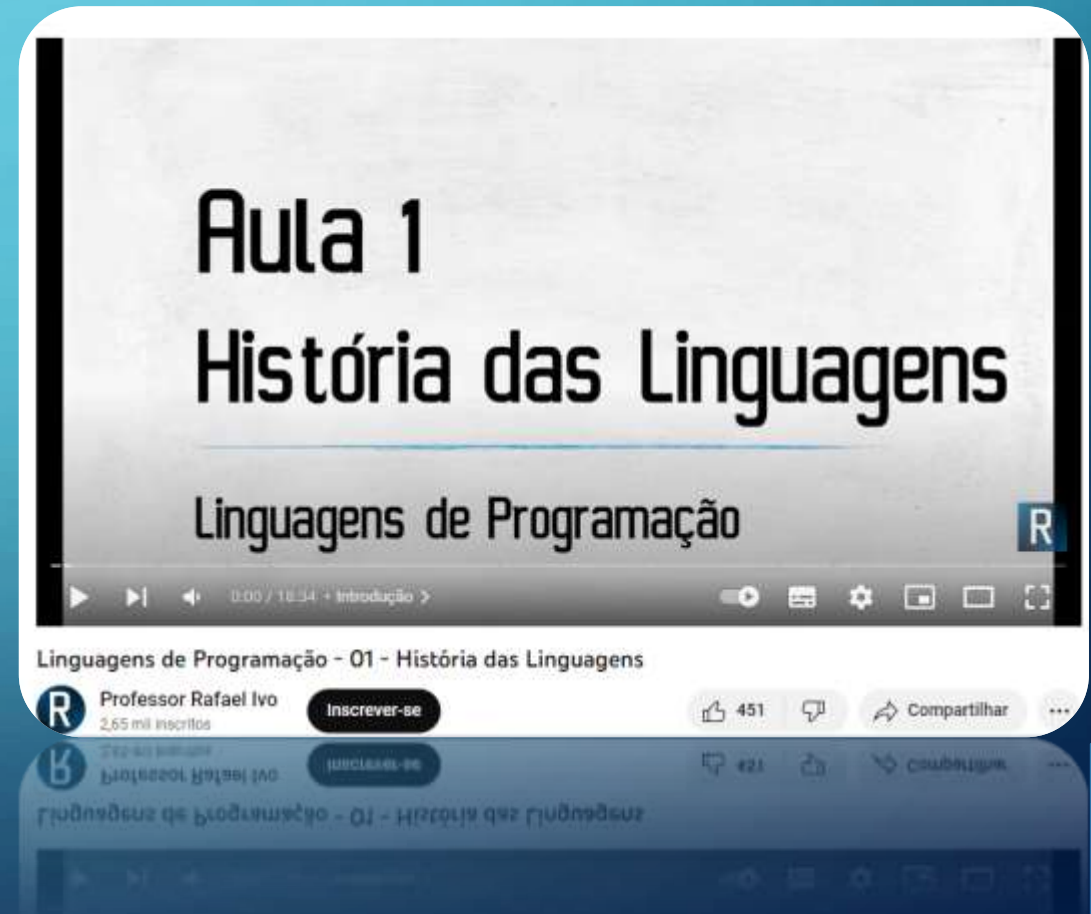 Aula 1
História das Linguagens
Linguagens de Programação
R
0:00 / 18:34 • Introdução >
Linguagens de Programação - 01 - História das Linguagens
R
Professor Rafael Ivo
2,65 mil inscritos
Inscrever-se
451
Compartilhar